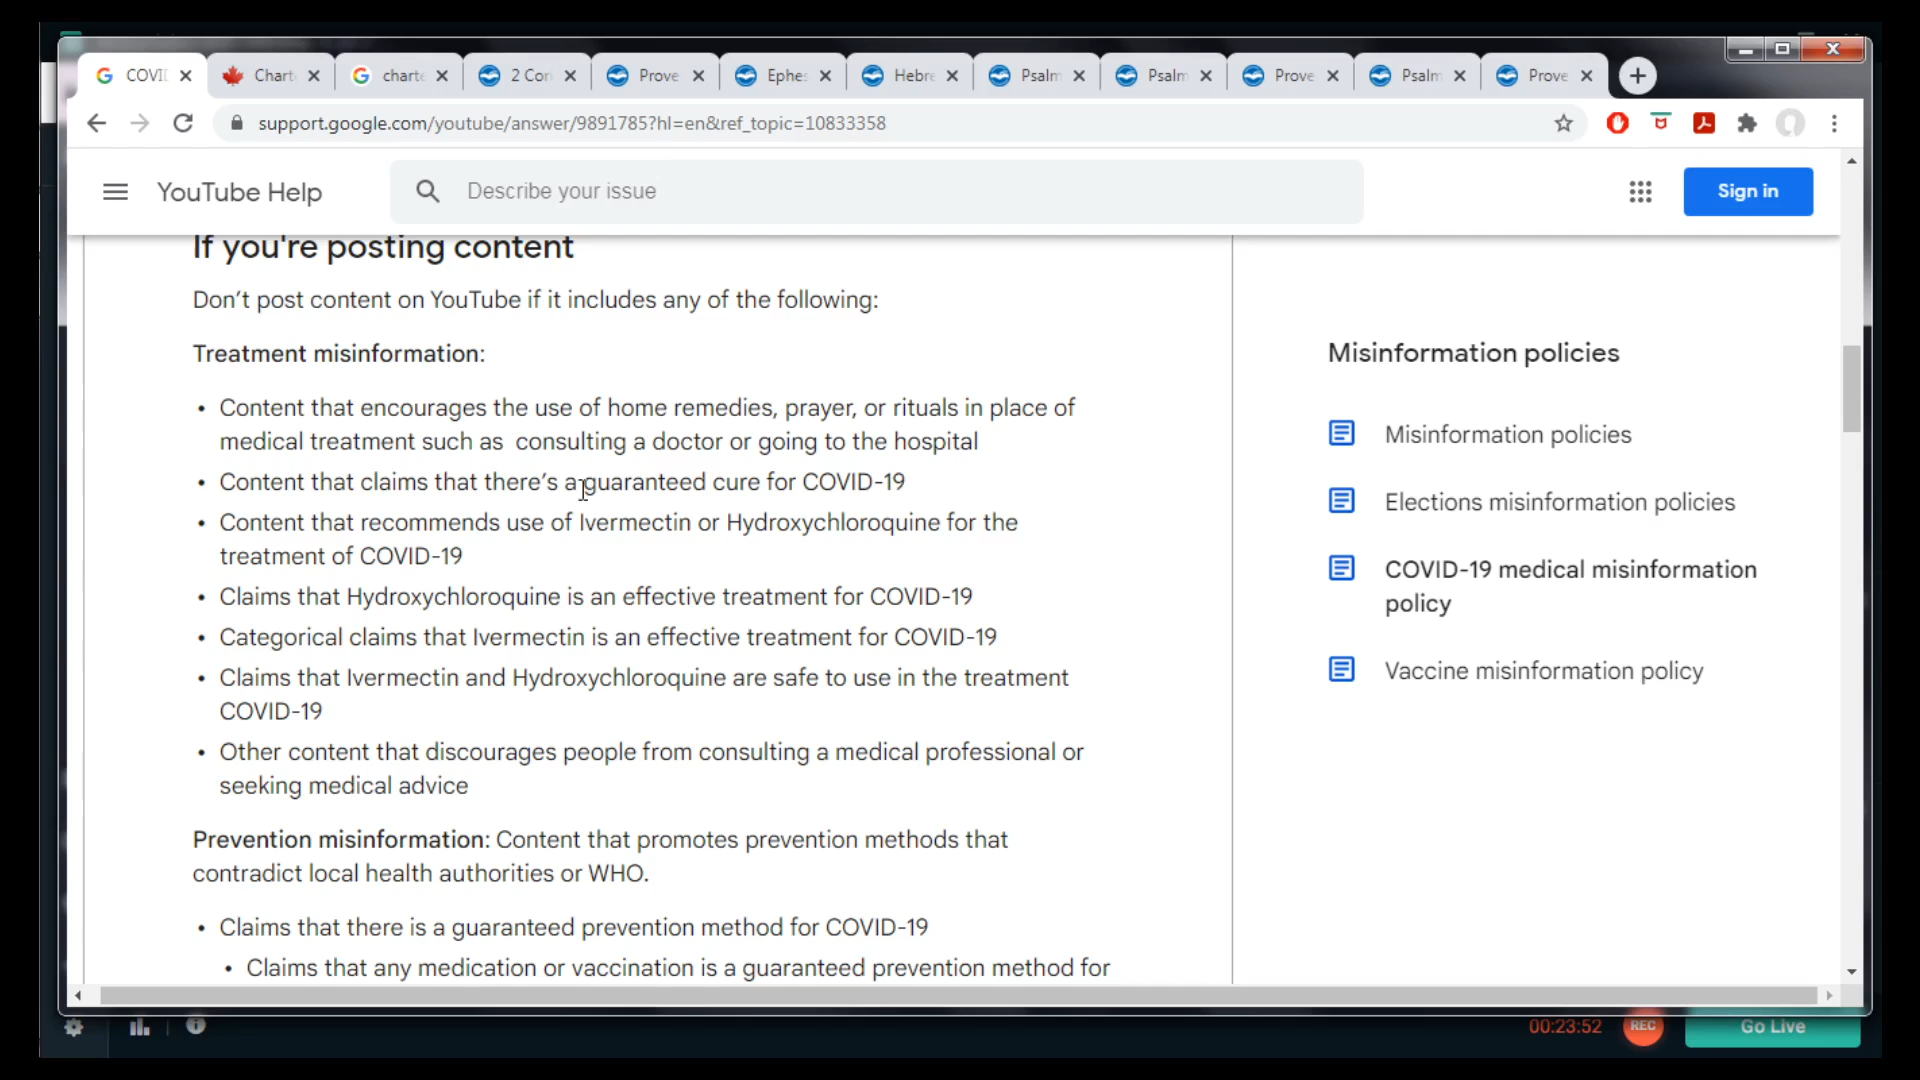 COVI
Chart
charte
2 Cor
Prove
Ephes
Hebre
Psalm
Psalm
Prove
Psalm
Prove
support.google.com/youtube/answer/9891785?hl=en&ref_topic=10833358
YouTube Help
Describe your issue
Sign in
If you're posting content
Don’t post content on YouTube if it includes any of the following:
Treatment misinformation:
• Content that encourages the use of home remedies, prayer, or rituals in place of
medical treatment such as  consulting a doctor or going to the hospital
• Content that claims that there’s a guaranteed cure for COVID-19
• Content that recommends use of Ivermectin or Hydroxychloroquine for the
treatment of COVID-19
• Claims that Hydroxychloroquine is an effective treatment for COVID-19
• Categorical claims that Ivermectin is an effective treatment for COVID-19
• Claims that Ivermectin and Hydroxychloroquine are safe to use in the treatment
COVID-19
• Other content that discourages people from consulting a medical professional or
seeking medical advice
Prevention misinformation: Content that promotes prevention methods that
contradict local health authorities or WHO.
• Claims that there is a guaranteed prevention method for COVID-19
• Claims that any medication or vaccination is a guaranteed prevention method for
Misinformation policies
Misinformation policies
Elections misinformation policies
COVID-19 medical misinformation
policy
Vaccine misinformation policy
00:23:52
REC
Go Live